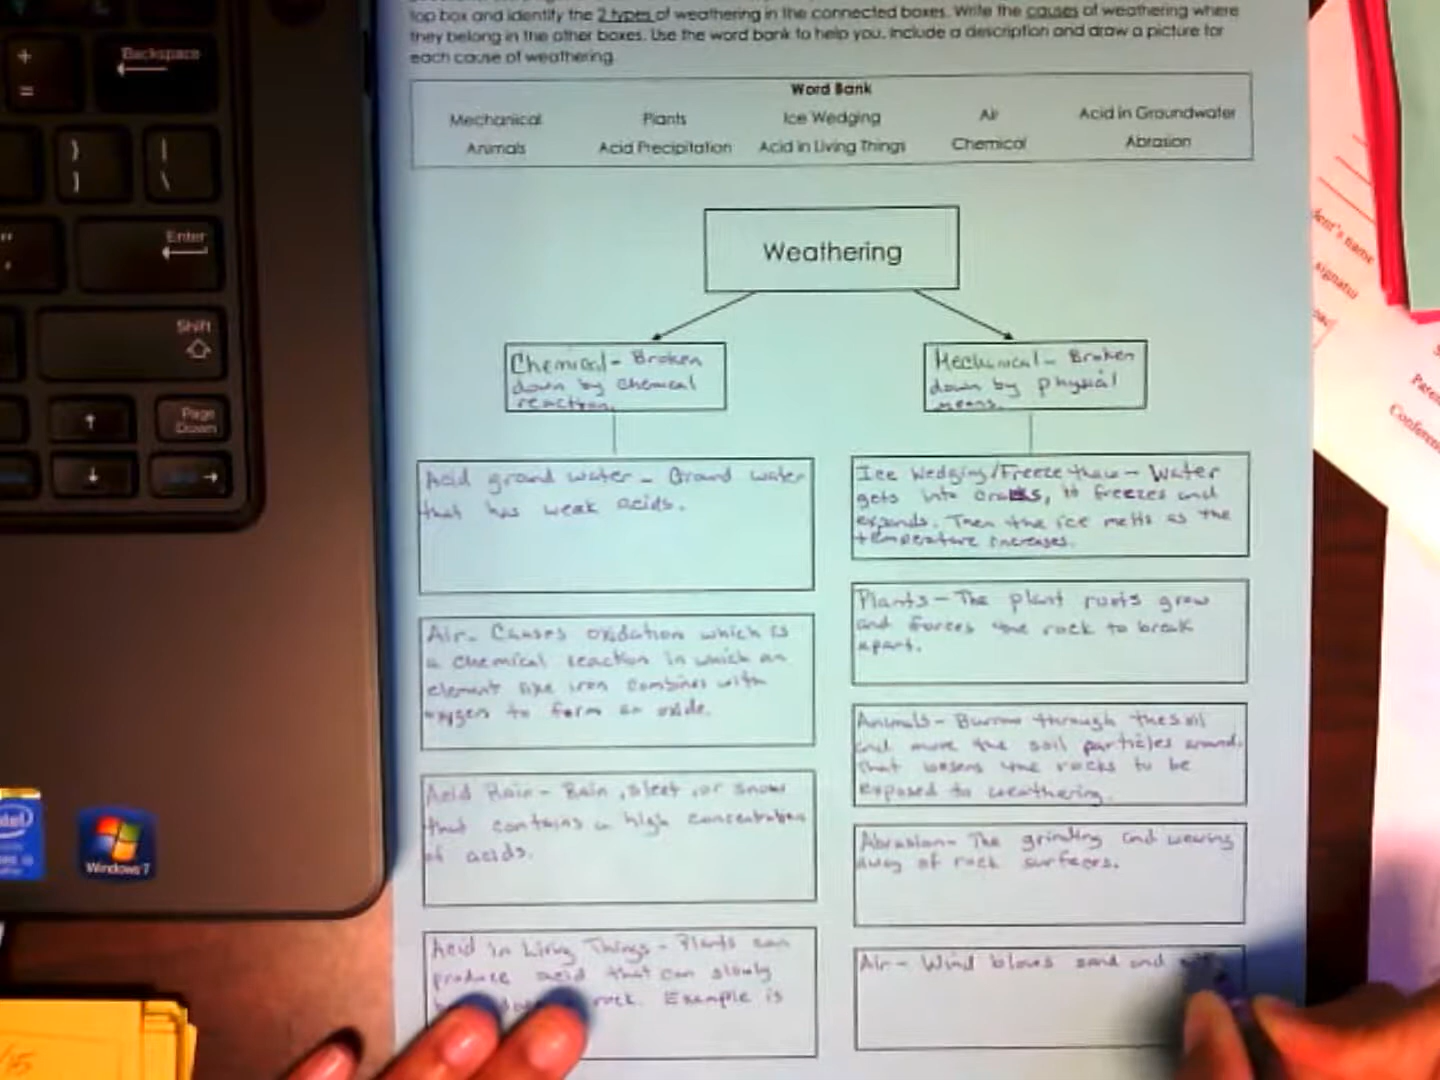 top box and identify the 2 types of weathering in the connected boxes. Write the causes of weathering where
they belong in the other boxes. Use the word bank to help you. Include a description and draw a picture for
each cause of weathering.
Word Bank
Mechanical Plants Ice Wedging Air Acid in Groundwater
Animals Acid Precipitation Acid in Living Things Chemical Abrasion
Weathering
Chemical- Broken
down by chemical
reaction.
Mechanical- Broken
down by physical
means.
Acid ground water- Ground water
that has weak acids.
Air- Causes oxidation which is
a chemical reaction in which an
element like iron combines with
oxygen to form an oxide.
Acid Rain- Rain, sleet, or snow
that contains a high concentration
of acids.
Acid in Living Things- Plants can
produce acid that can slowly
rock. Example is
Ice Wedging/Freeze thaw- Water
gets into cracks, it freezes and
expands. Then the ice melts as the
temperature increases.
Plants- The plant roots grow
and forces the rock to break
apart.
Animals- Burrow through the soil
and move the soil particles around.
That loosens the rocks to be
exposed to weathering.
Abrasion- The grinding and wearing
away of rock surfaces.
Air- Wind blows sand and
+
=
Backspace
}
]
|
\
"
'
Enter
Shift
Page
Down
intel
Windows 7
/15
dent's name
signatur
Paren
Conferen